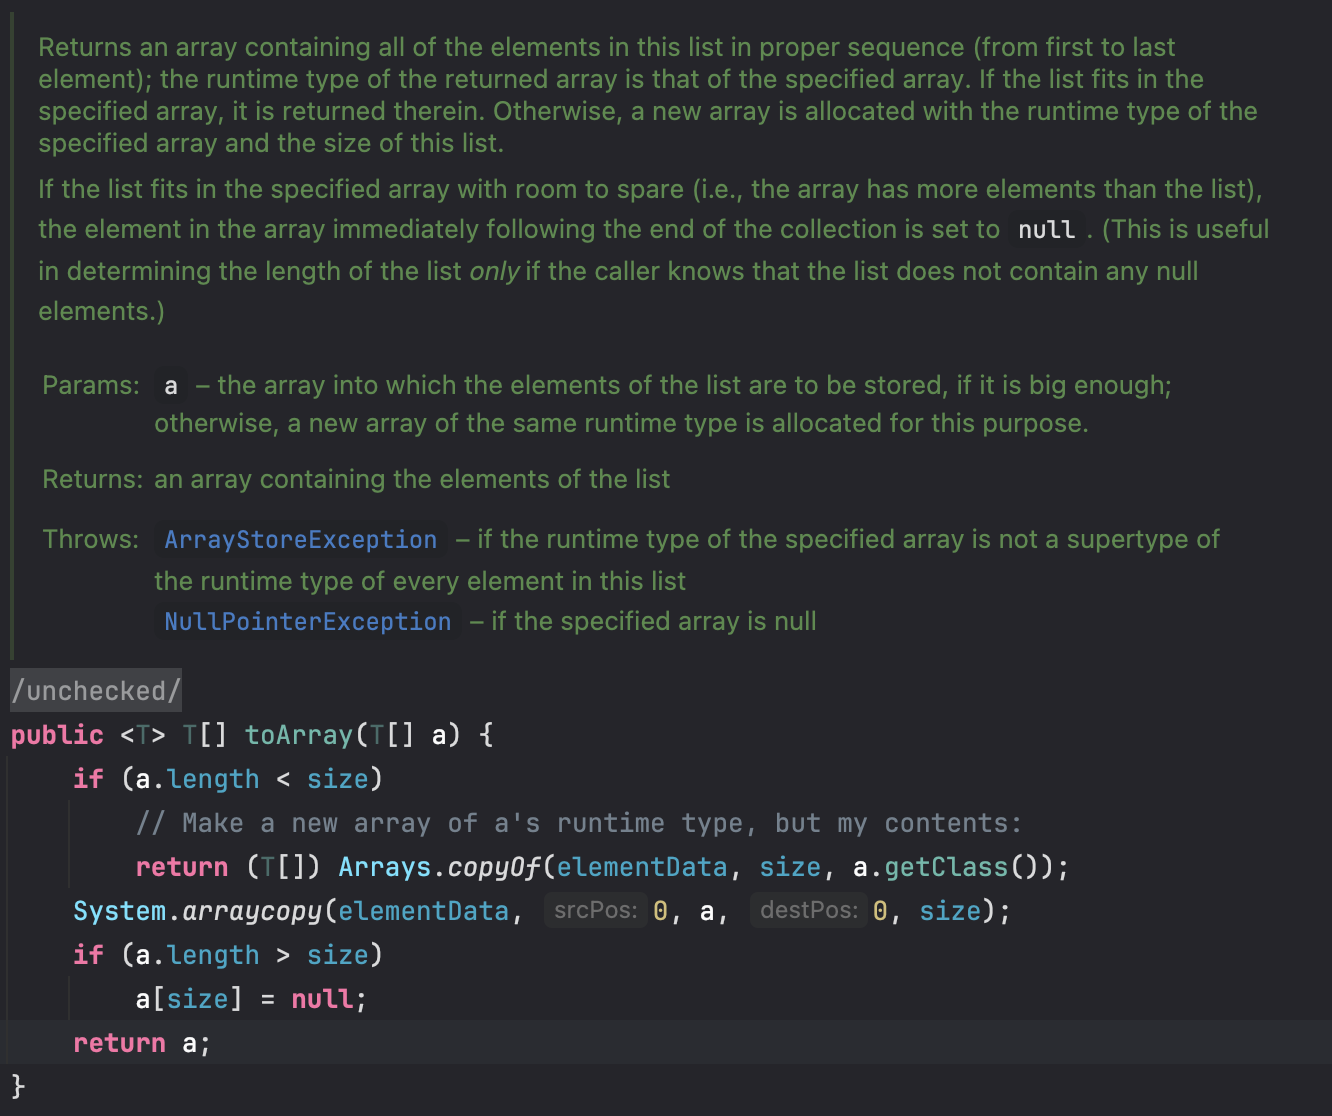 Returns an array containing all of the elements in this list in proper sequence (from first to last
element); the runtime type of the returned array is that of the specified array. If the list fits in the
specified array, it is returned therein. Otherwise, a new array is allocated with the runtime type of the
specified array and the size of this list.
If the list fits in the specified array with room to spare (i.e., the array has more elements than the list),
the element in the array immediately following the end of the collection is set to null . (This is useful
in determining the length of the list only if the caller knows that the list does not contain any null
elements.)
Params: a – the array into which the elements of the list are to be stored, if it is big enough;
otherwise, a new array of the same runtime type is allocated for this purpose.
Returns: an array containing the elements of the list
Throws: ArrayStoreException – if the runtime type of the specified array is not a supertype of
the runtime type of every element in this list
NullPointerException – if the specified array is null
/unchecked/
public <T> T[] toArray(T[] a) {
    if (a.length < size)
        // Make a new array of a's runtime type, but my contents:
        return (T[]) Arrays.copyOf(elementData, size, a.getClass());
    System.arraycopy(elementData, srcPos: 0, a, destPos: 0, size);
    if (a.length > size)
        a[size] = null;
    return a;
}